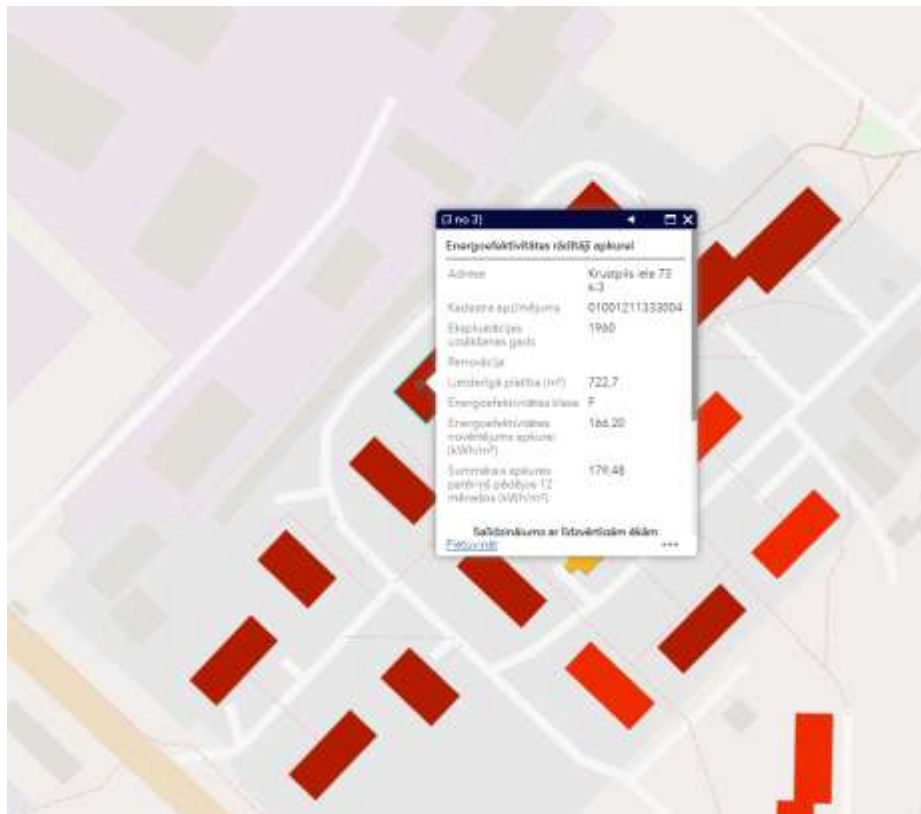 (3 no 3)
Energoefektivitātes rādītāji apkurei
Adrese Krustpils iela 73
k-3
Kadastra apzīmējums 01001211333004
Ekspluatācijas 1960
uzsākšanas gads
Renovācija
Lietderīgā platība (m²) 722,7
Energoefektivitātes klase F
Energoefektivitātes 166,20
novērtējums apkurei
(kWh/m²)
Summārais apkures 179,48
patēriņš pēdējos 12
mēnešos (kWh/m²)
Salīdzinājums ar līdzvērtīgām ēkām:
Pietuvināt